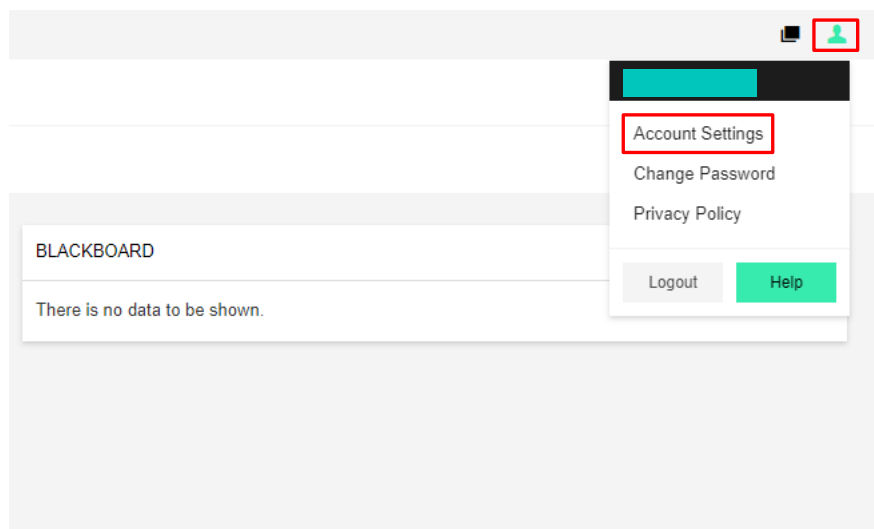 Account Settings
Change Password
Privacy Policy
Logout
Help
BLACKBOARD
There is no data to be shown.